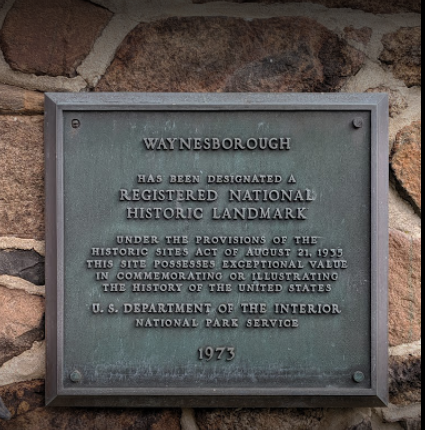 WAYNESBOROUGH
HAS BEEN DESIGNATED A
REGISTERED NATIONAL
HISTORIC LANDMARK
UNDER THE PROVISIONS OF THE
HISTORIC SITES ACT OF AUGUST 21, 1935
THIS SITE POSSESSES EXCEPTIONAL VALUE
IN COMMEMORATING OR ILLUSTRATING
THE HISTORY OF THE UNITED STATES
U. S. DEPARTMENT OF THE INTERIOR
NATIONAL PARK SERVICE
1973